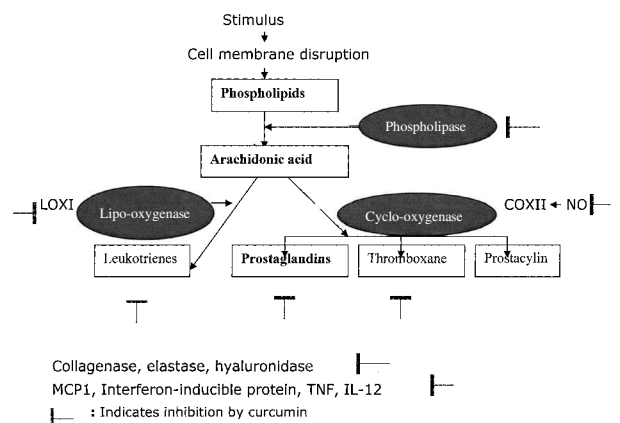 Stimulus
Cell membrane disruption
Phospholipids
Phospholipase
Arachidonic acid
LOXI
Lipo-oxygenase
Cyclo-oxygenase
COXII
NO
Leukotrienes
Prostaglandins
Thromboxane
Prostacylin
Collagenase, elastase, hyaluronidase
MCP1, Interferon-inducible protein, TNF, IL-12
: Indicates inhibition by curcumin